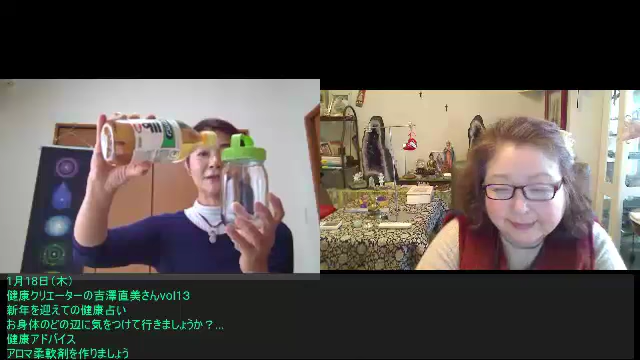 1月18日(木)
健康クリエーターの吉澤直美さんvol13
新年を迎えての健康占い
お身体のどの辺に気をつけて行きましょうか?...
健康アドバイス
アロマ柔軟剤を作りましょう